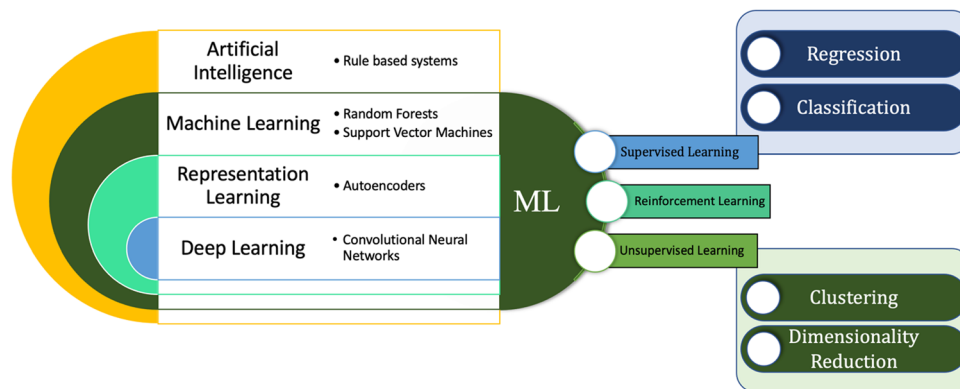 Artificial
Intelligence
• Rule based systems
Machine Learning
• Random Forests
• Support Vector Machines
Representation
Learning
• Autoencoders
Deep Learning
• Convolutional Neural
Networks
ML
Supervised Learning
Reinforcement Learning
Unsupervised Learning
Regression
Classification
Clustering
Dimensionality
Reduction